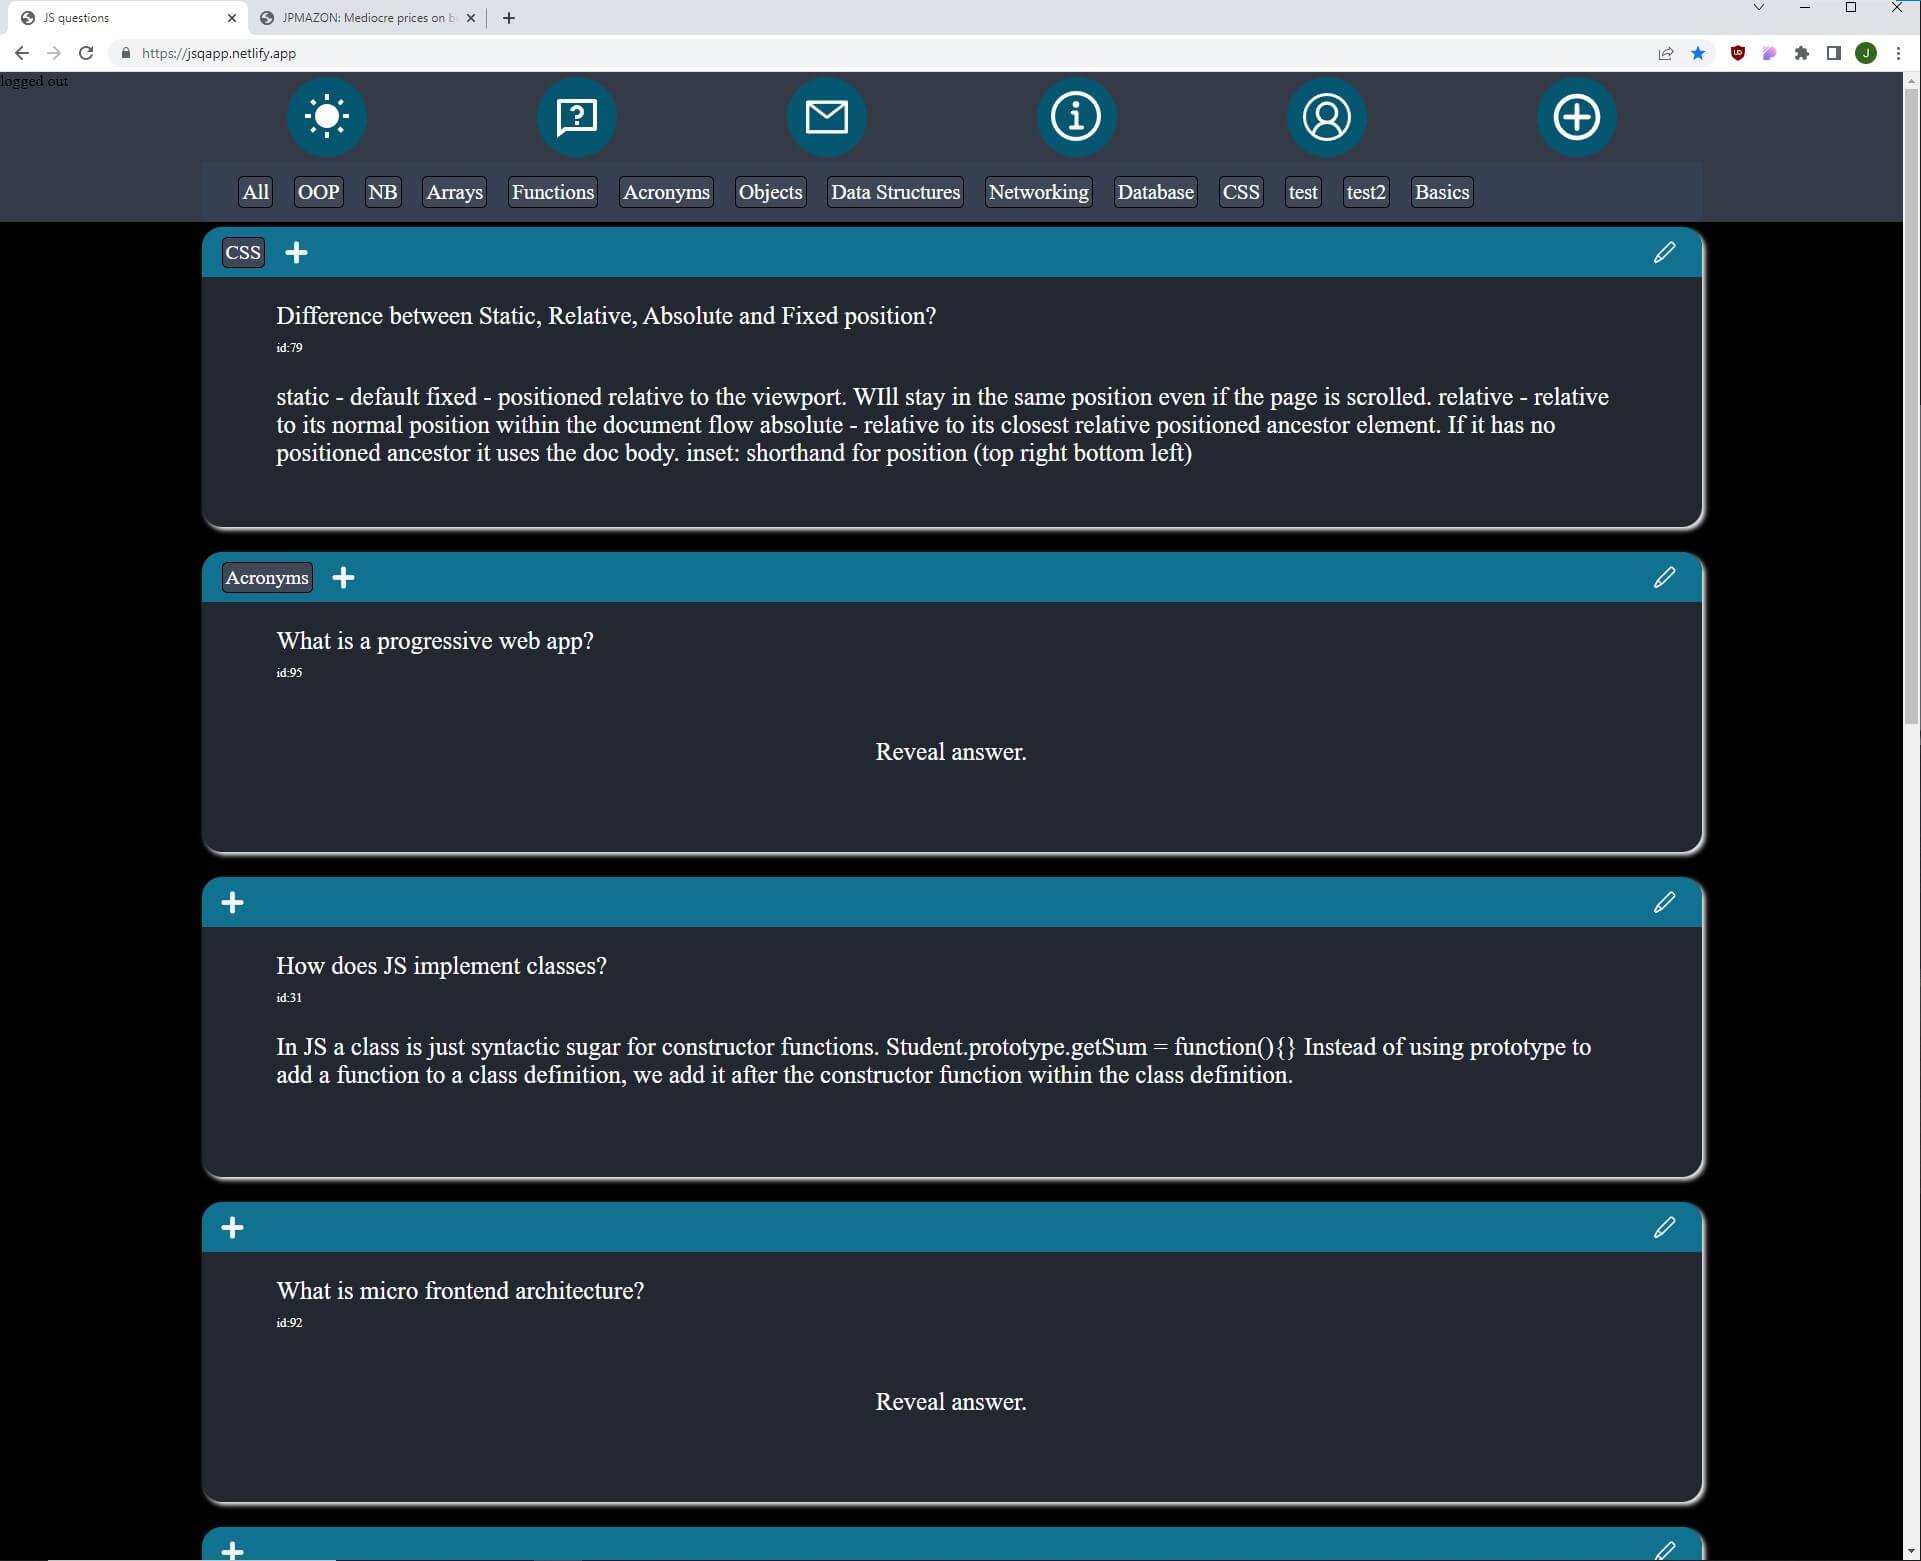 JS questions
JPMAZON: Mediocre prices on b
https://jsqapp.netlify.app
logged out
All OOP NB Arrays Functions Acronyms Objects Data Structures Networking Database CSS test test2 Basics
CSS
Difference between Static, Relative, Absolute and Fixed position?
id:79
static - default fixed - positioned relative to the viewport. WIll stay in the same position even if the page is scrolled. relative - relative
to its normal position within the document flow absolute - relative to its closest relative positioned ancestor element. If it has no
positioned ancestor it uses the doc body. inset: shorthand for position (top right bottom left)
Acronyms
What is a progressive web app?
id:95
Reveal answer.
How does JS implement classes?
id:31
In JS a class is just syntactic sugar for constructor functions. Student.prototype.getSum = function(){} Instead of using prototype to
add a function to a class definition, we add it after the constructor function within the class definition.
What is micro frontend architecture?
id:92
Reveal answer.